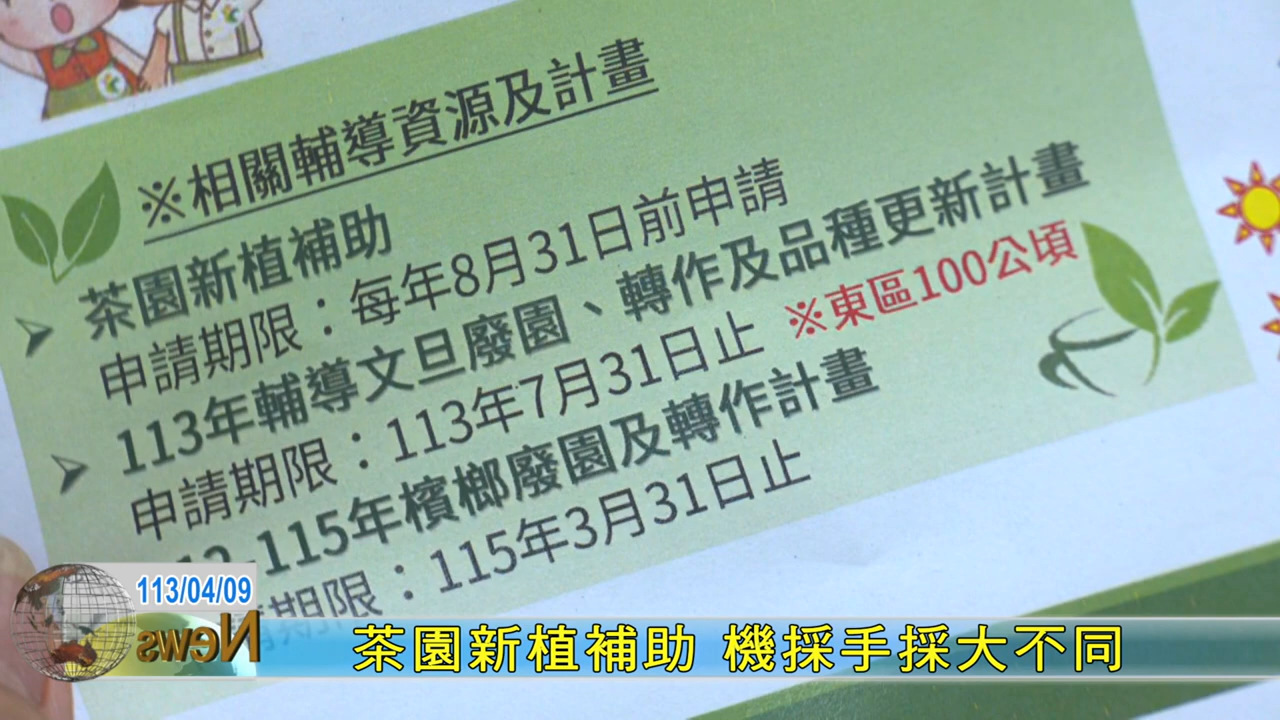 ※相關輔導資源及計畫
➢ 茶園新植補助
申請期限：每年8月31日前申請
➢ 113年輔導文旦廢園、轉作及品種更新計畫
申請期限：113年7月31日止 ※東區100公頃
115年檳榔廢園及轉作計畫
期限：115年3月31日止
113/04/09
News
茶園新植補助 機採手採大不同